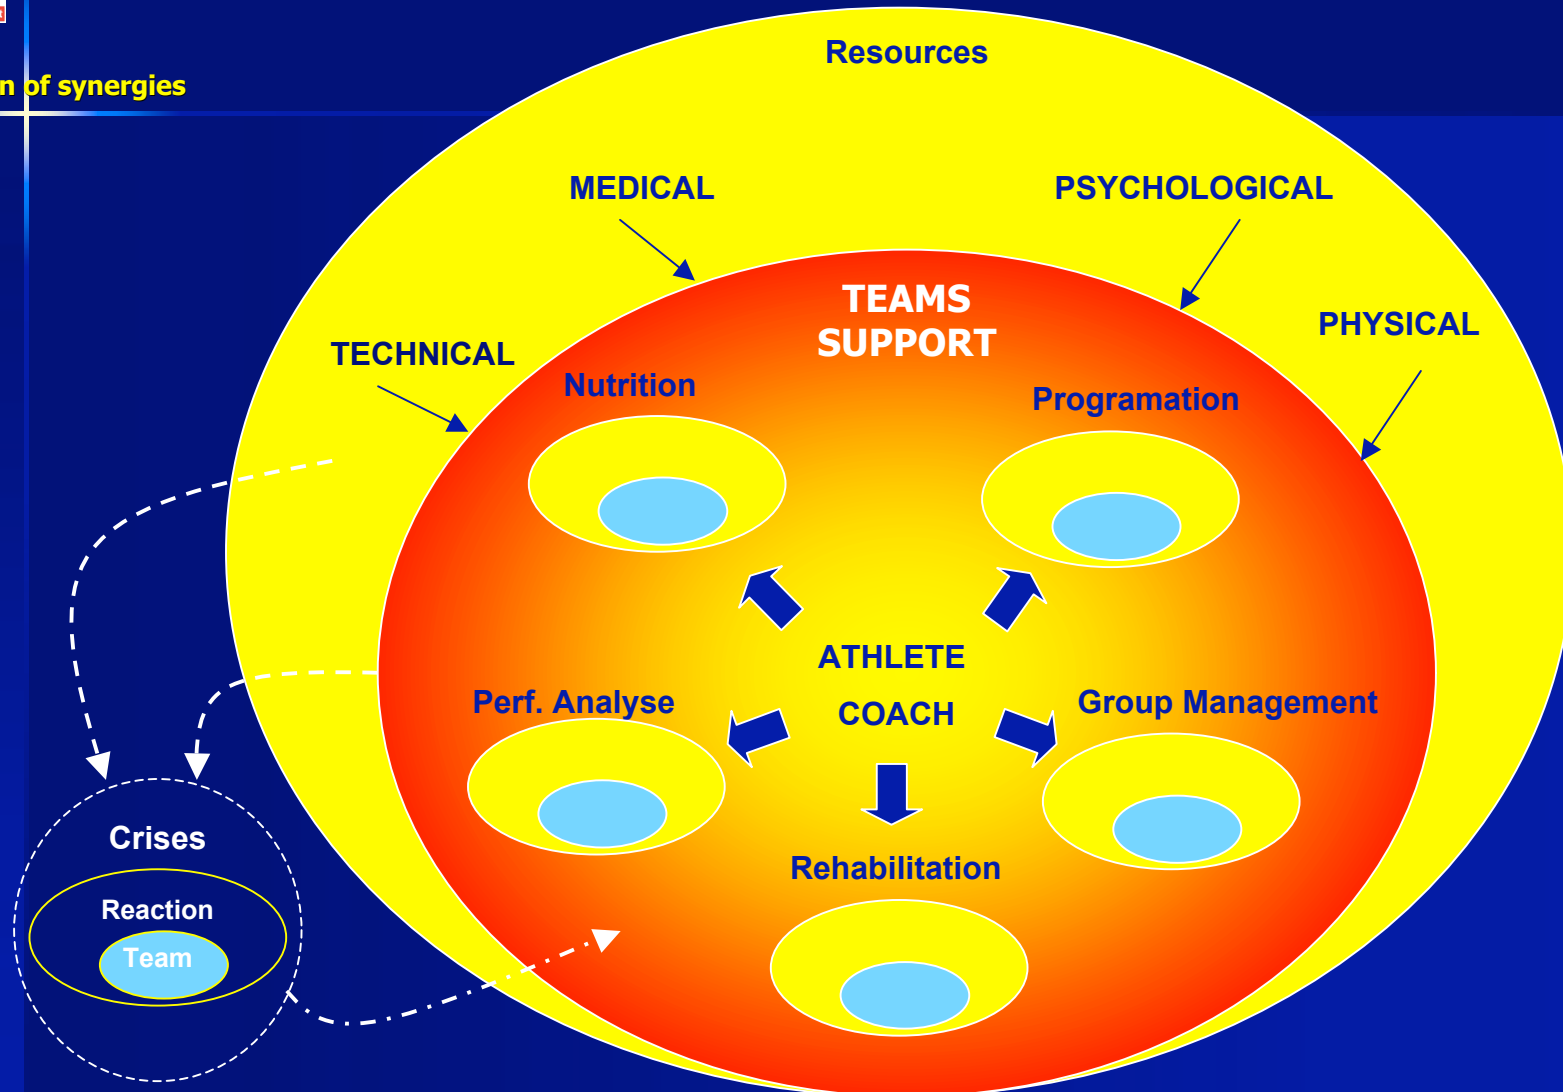 of synergies
Resources
MEDICAL
PSYCHOLOGICAL
TEAMS
SUPPORT
PHYSICAL
TECHNICAL
Nutrition
Programation
ATHLETE
COACH
Perf. Analyse
Group Management
Rehabilitation
Crises
Reaction
Team